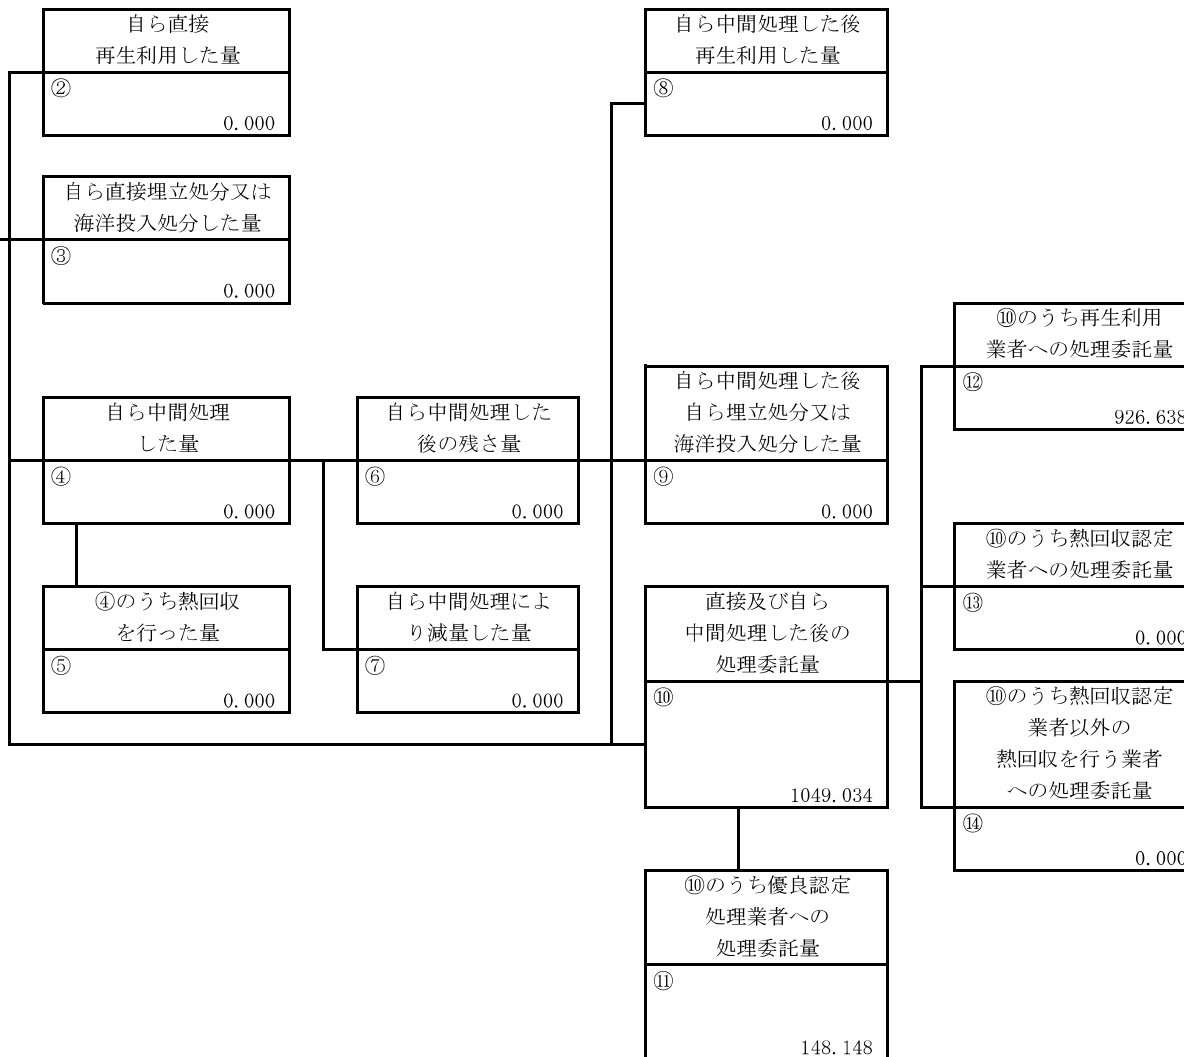 自ら直接
再生利用した量
②
0.000
自ら中間処理した後
再生利用した量
⑧
0.000
自ら直接埋立処分又は
海洋投入処分した量
③
0.000
⑩のうち再生利用
業者への処理委託量
⑫
926.638
自ら中間処理
した量
④
0.000
自ら中間処理した
後の残さ量
⑥
0.000
自ら中間処理した後
自ら埋立処分又は
海洋投入処分した量
⑨
0.000
⑩のうち熱回収認定
業者への処理委託量
⑬
0.000
④のうち熱回収
を行った量
⑤
0.000
自ら中間処理によ
り減量した量
⑦
0.000
直接及び自ら
中間処理した後の
処理委託量
⑩
1049.034
⑩のうち熱回収認定
業者以外の
熱回収を行う業者
への処理委託量
⑭
0.000
⑩のうち優良認定
処理業者への
処理委託量
⑪
148.148